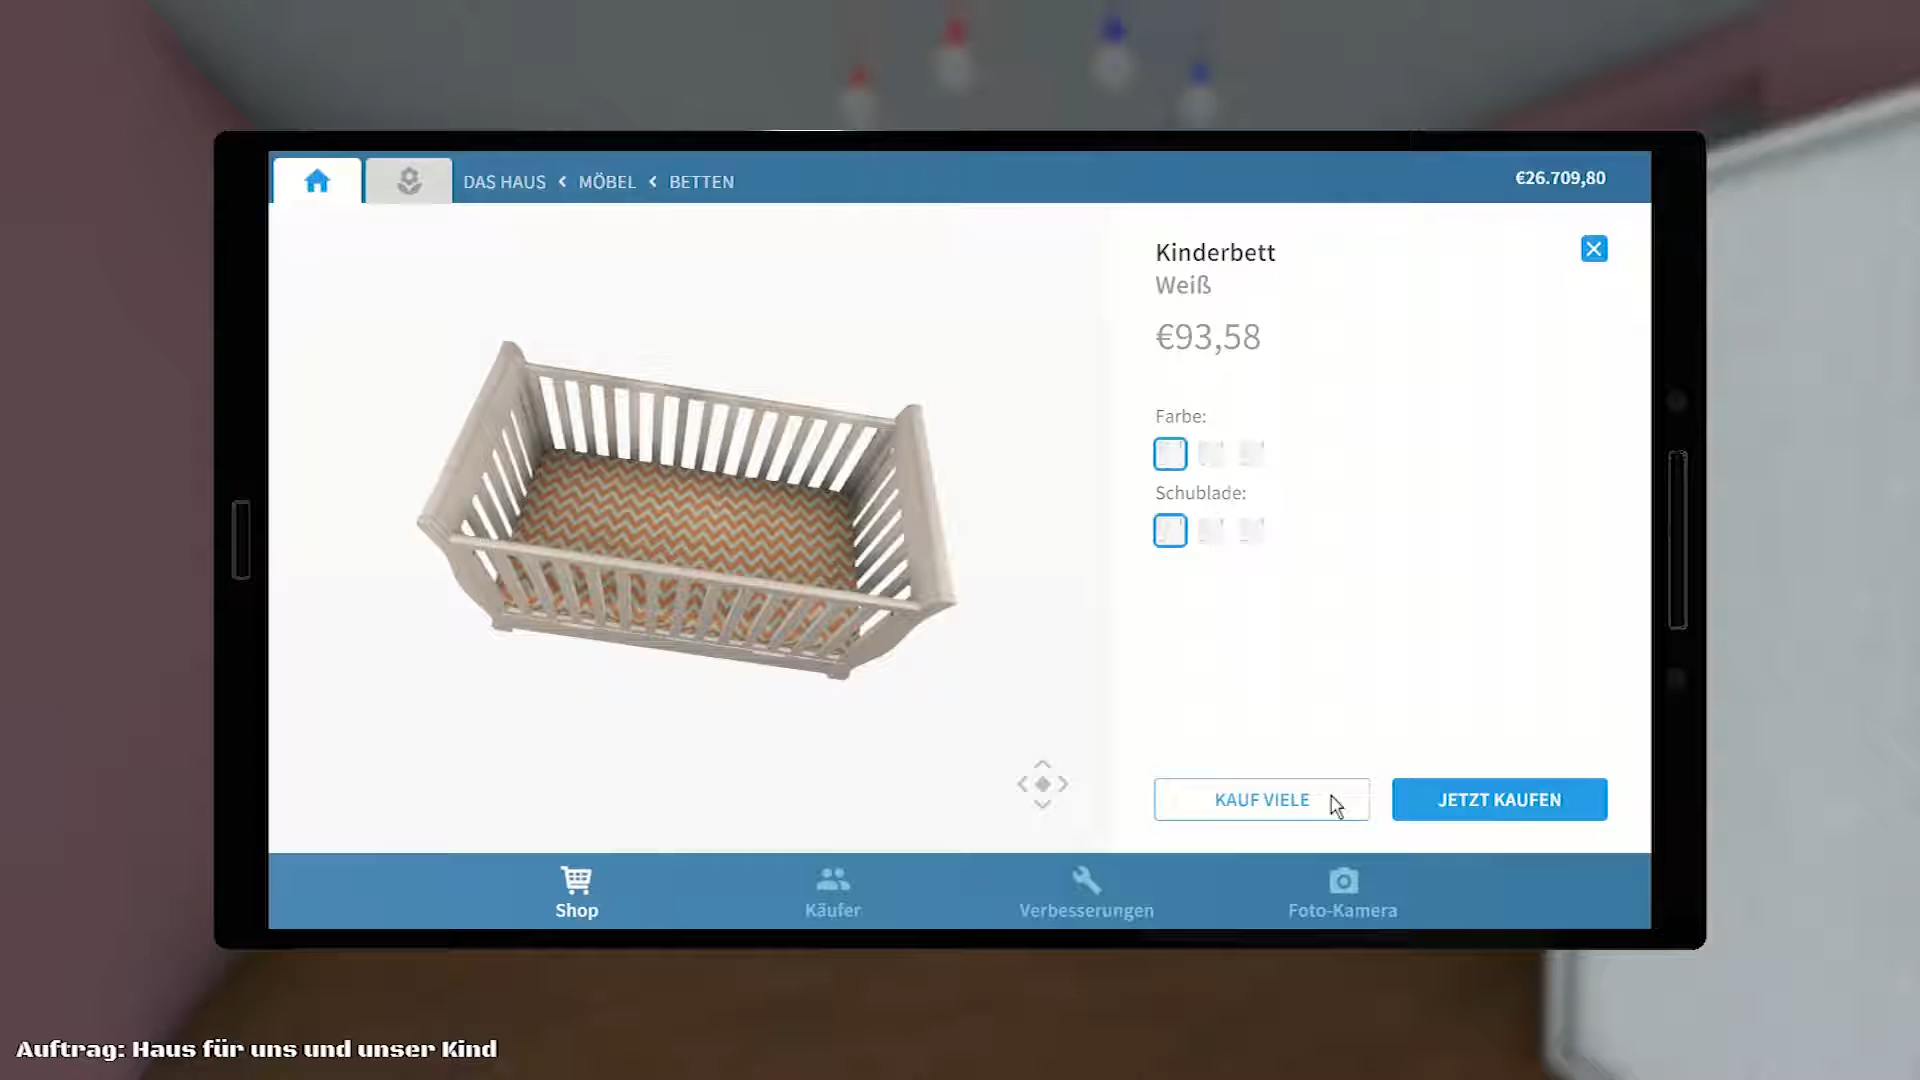 DAS HAUS < MÖBEL < BETTEN
€26.709,80
Kinderbett
Weiß
€93,58
Farbe:
Schublade:
KAUF VIELE
JETZT KAUFEN
Shop
Käufer
Verbesserungen
Foto-Kamera
Auftrag: Haus für uns und unser Kind